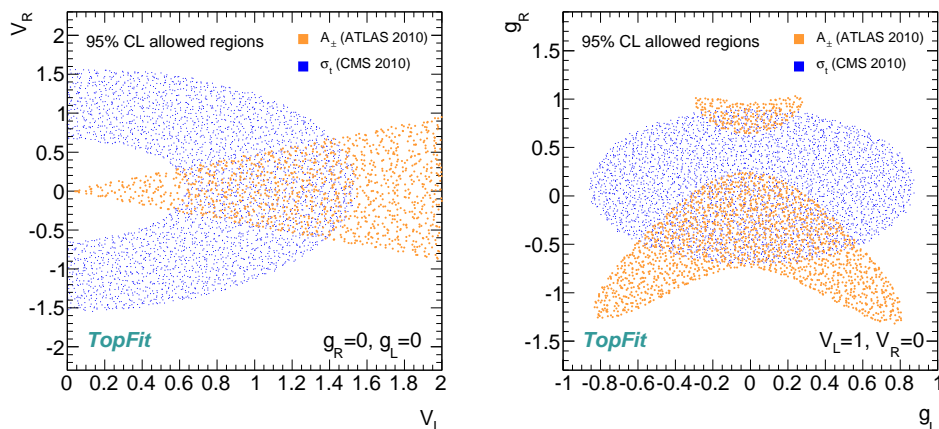 V_R
95% CL allowed regions
A_± (ATLAS 2010)
σ_t (CMS 2010)
2
1.5
1
0.5
0
-0.5
-1
-1.5
-2
TopFit
g_R=0, g_L=0
0 0.2 0.4 0.6 0.8 1 1.2 1.4 1.6 1.8 2
V_L
g_R
95% CL allowed regions
A_± (ATLAS 2010)
σ_t (CMS 2010)
1.5
1
0.5
0
-0.5
-1
-1.5
TopFit
V_L=1, V_R=0
-1 -0.8 -0.6 -0.4 -0.2 0 0.2 0.4 0.6 0.8 1
g_L